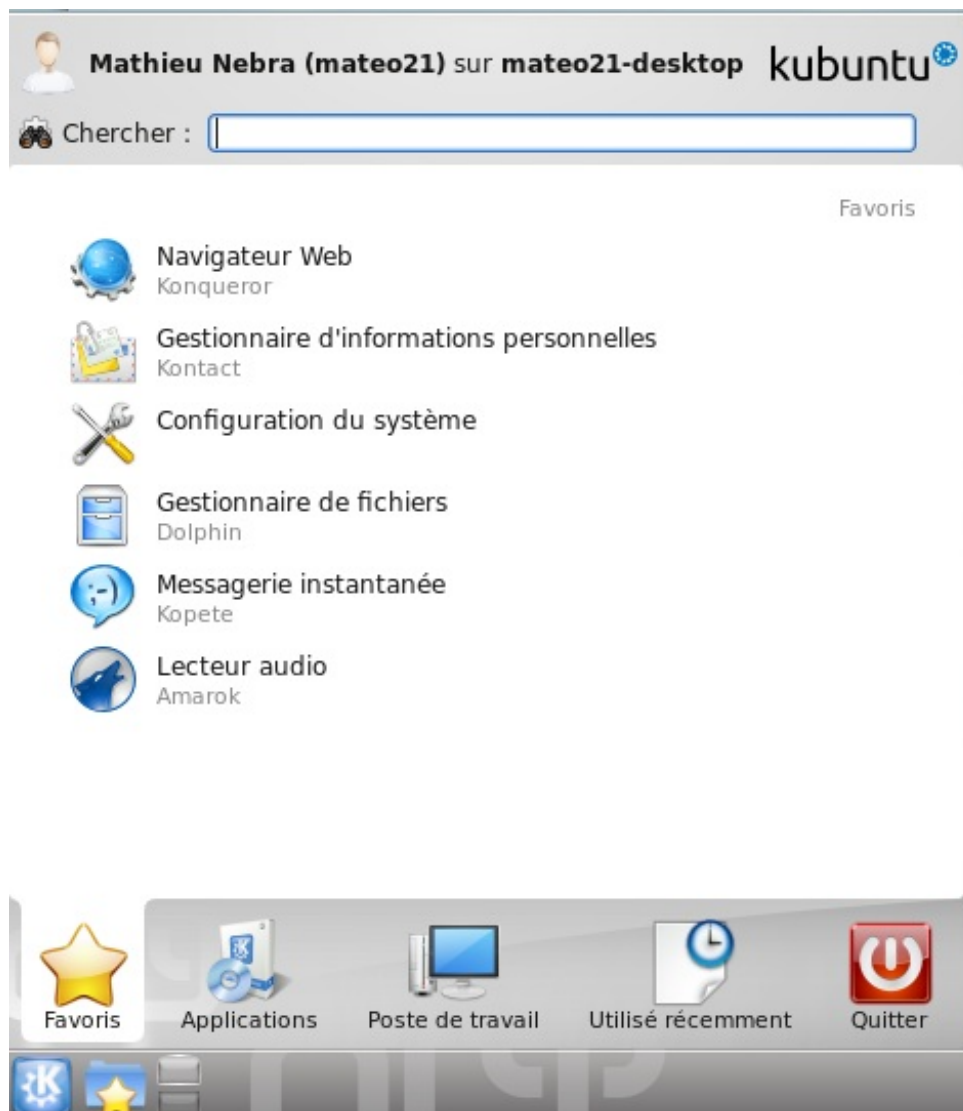 Mathieu Nebra (mateo21) sur mateo21-desktop kubuntu
Chercher :
Favoris
Navigateur Web
Konqueror
Gestionnaire d'informations personnelles
Kontact
Configuration du système
Gestionnaire de fichiers
Dolphin
Messagerie instantanée
Kopete
Lecteur audio
Amarok
Favoris Applications Poste de travail Utilisé récemment Quitter